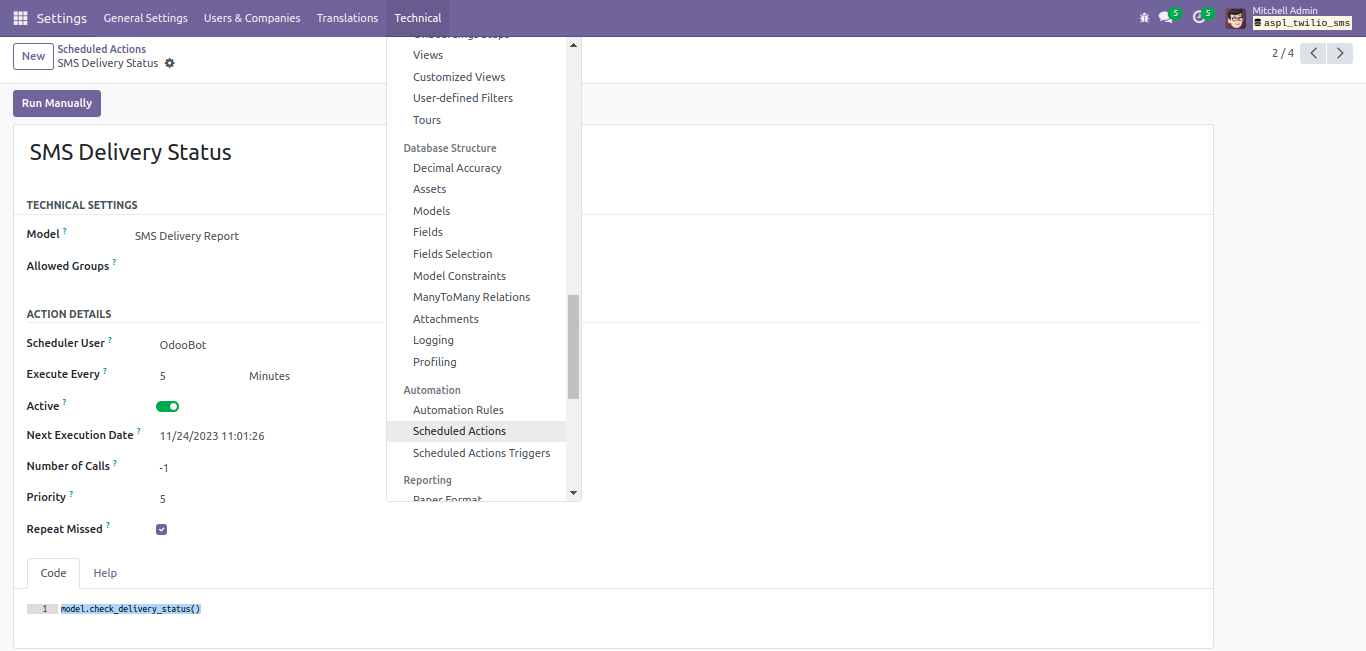 Settings General Settings Users & Companies Translations Technical 5 5 Mitchell Admin
aspl_twilio_sms
New Scheduled Actions
SMS Delivery Status
2 / 4
Run Manually
SMS Delivery Status
TECHNICAL SETTINGS
Model ?
SMS Delivery Report
Allowed Groups ?
ACTION DETAILS
Scheduler User ?
OdooBot
Execute Every ?
5 Minutes
Active ?
Next Execution Date ?
11/24/2023 11:01:26
Number of Calls ?
-1
Priority ?
5
Repeat Missed ?
Code Help
1 model.check_delivery_status()
Views
Customized Views
User-defined Filters
Tours
Database Structure
Decimal Accuracy
Assets
Models
Fields
Fields Selection
Model Constraints
ManyToMany Relations
Attachments
Logging
Profiling
Automation
Automation Rules
Scheduled Actions
Scheduled Actions Triggers
Reporting
Paper Format